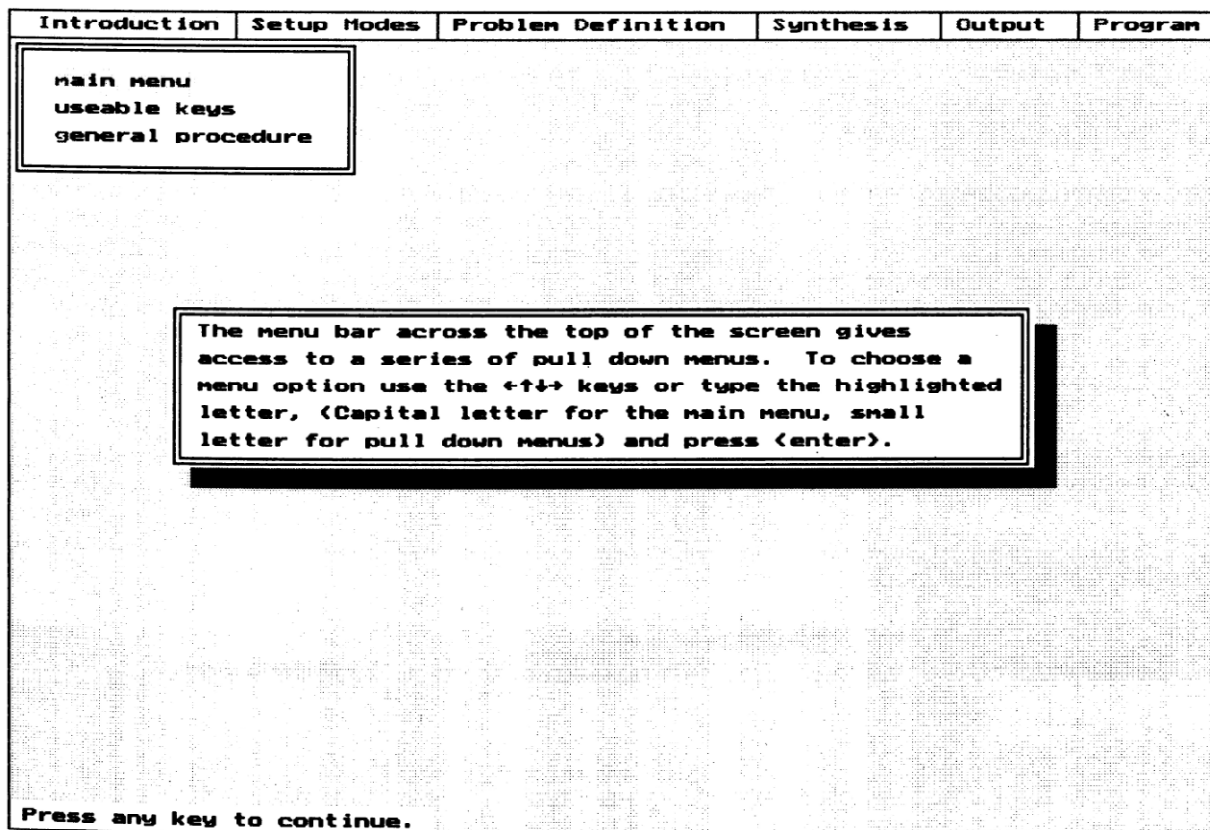 Introduction Setup Modes Problem Definition Synthesis Output Program
main menu
useable keys
general procedure
The menu bar across the top of the screen gives
access to a series of pull down menus. To choose a
menu option use the ←↑↓→ keys or type the highlighted
letter, (Capital letter for the main menu, small
letter for pull down menus) and press <enter>.
Press any key to continue.